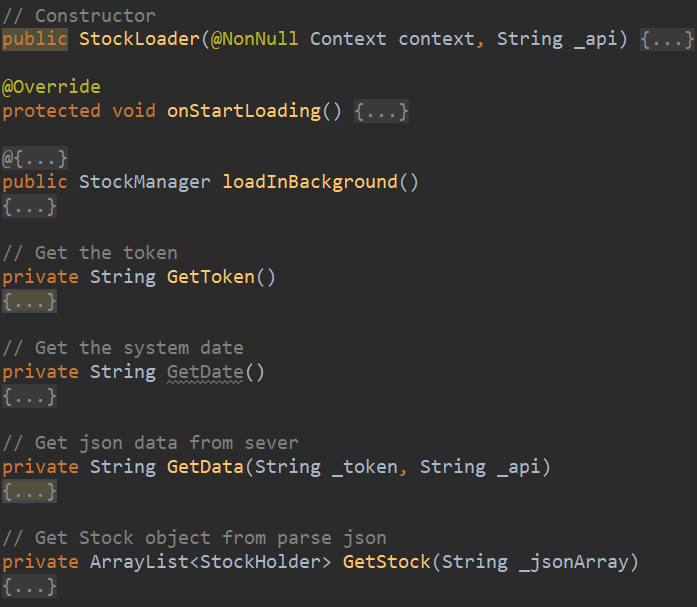 // Constructor
public StockLoader(@NonNull Context context, String _api) {...}
@Override
protected void onStartLoading() {...}
@{...}
public StockManager loadInBackground()
{...}
// Get the token
private String GetToken()
{...}
// Get the system date
private String GetDate()
{...}
// Get json data from sever
private String GetData(String _token, String _api)
{...}
// Get Stock object from parse json
private ArrayList<StockHolder> GetStock(String _jsonArray)
{...}